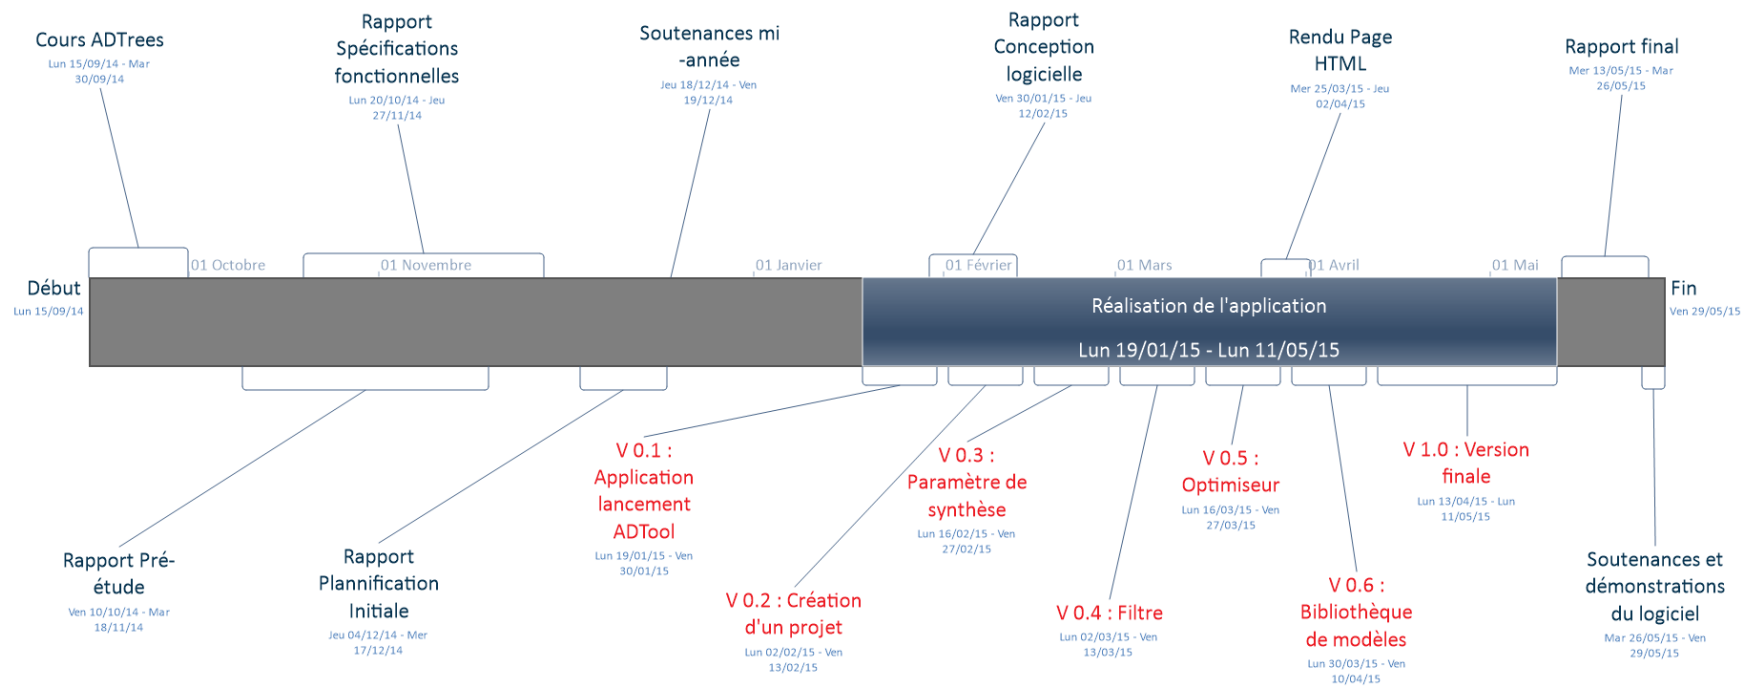 Cours ADTrees
Lun 15/09/14 - Mar
30/09/14
Rapport
Spécifications
fonctionnelles
Lun 20/10/14 - Jeu
27/11/14
Soutenances mi
-année
Jeu 18/12/14 - Ven
19/12/14
Rapport
Conception
logicielle
Ven 30/01/15 - Jeu
12/02/15
Rendu Page
HTML
Mer 25/03/15 - Jeu
02/04/15
Rapport final
Mer 13/05/15 - Mar
26/05/15
01 Octobre
01 Novembre
01 Janvier
01 Février
01 Mars
01 Avril
01 Mai
Début
Lun 15/09/14
Réalisation de l'application
Lun 19/01/15 - Lun 11/05/15
Fin
Ven 29/05/15
Rapport Pré-
étude
Ven 10/10/14 - Mar
18/11/14
Rapport
Plannification
Initiale
Jeu 04/12/14 - Mer
17/12/14
V 0.1 :
Application
lancement
ADTool
Lun 19/01/15 - Ven
30/01/15
V 0.2 : Création
d'un projet
Lun 02/02/15 - Ven
13/02/15
V 0.3 :
Paramètre de
synthèse
Lun 16/02/15 - Ven
27/02/15
V 0.4 : Filtre
Lun 02/03/15 - Ven
13/03/15
V 0.5 :
Optimiseur
Lun 16/03/15 - Ven
27/03/15
V 0.6 :
Bibliothèque
de modèles
Lun 30/03/15 - Ven
10/04/15
V 1.0 : Version
finale
Lun 13/04/15 - Lun
11/05/15
Soutenances et
démonstrations
du logiciel
Mar 26/05/15 - Ven
29/05/15